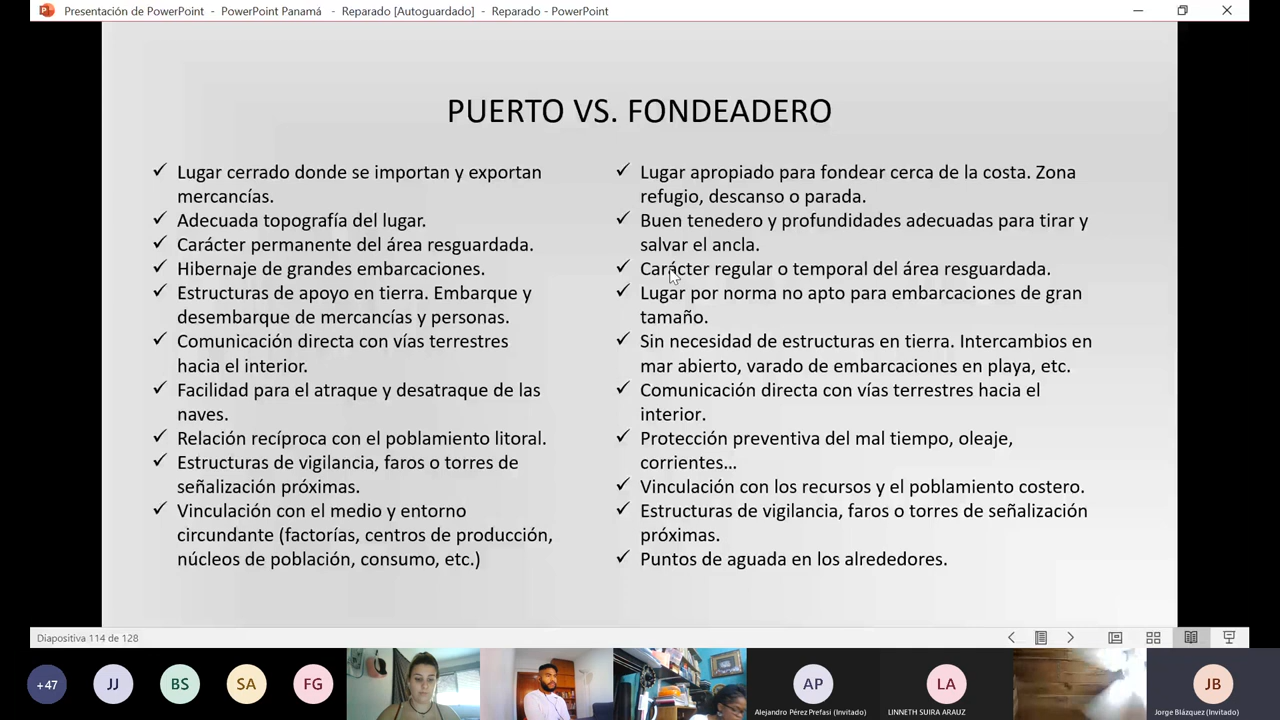 Presentación de PowerPoint - PowerPoint Panamá - Reparado [Autoguardado] - Reparado - PowerPoint
PUERTO VS. FONDEADERO
Lugar cerrado donde se importan y exportan
mercancías.
Adecuada topografía del lugar.
Carácter permanente del área resguardada.
Hibernaje de grandes embarcaciones.
Estructuras de apoyo en tierra. Embarque y
desembarque de mercancías y personas.
Comunicación directa con vías terrestres
hacia el interior.
Facilidad para el atraque y desatraque de las
naves.
Relación recíproca con el poblamiento litoral.
Estructuras de vigilancia, faros o torres de
señalización próximas.
Vinculación con el medio y entorno
circundante (factorías, centros de producción,
núcleos de población, consumo, etc.)
Lugar apropiado para fondear cerca de la costa. Zona
refugio, descanso o parada.
Buen tenedero y profundidades adecuadas para tirar y
salvar el ancla.
Carácter regular o temporal del área resguardada.
Lugar por norma no apto para embarcaciones de gran
tamaño.
Sin necesidad de estructuras en tierra. Intercambios en
mar abierto, varado de embarcaciones en playa, etc.
Comunicación directa con vías terrestres hacia el
interior.
Protección preventiva del mal tiempo, oleaje,
corrientes...
Vinculación con los recursos y el poblamiento costero.
Estructuras de vigilancia, faros o torres de señalización
próximas.
Puntos de aguada en los alrededores.
Diapositiva 114 de 128
+47
JJ
BS
SA
FG
AP
Alejandro Pérez Prefasi (Invitado)
LA
LINNETH SUIRA ARAUZ
JB
Jorge Blázquez (Invitado)